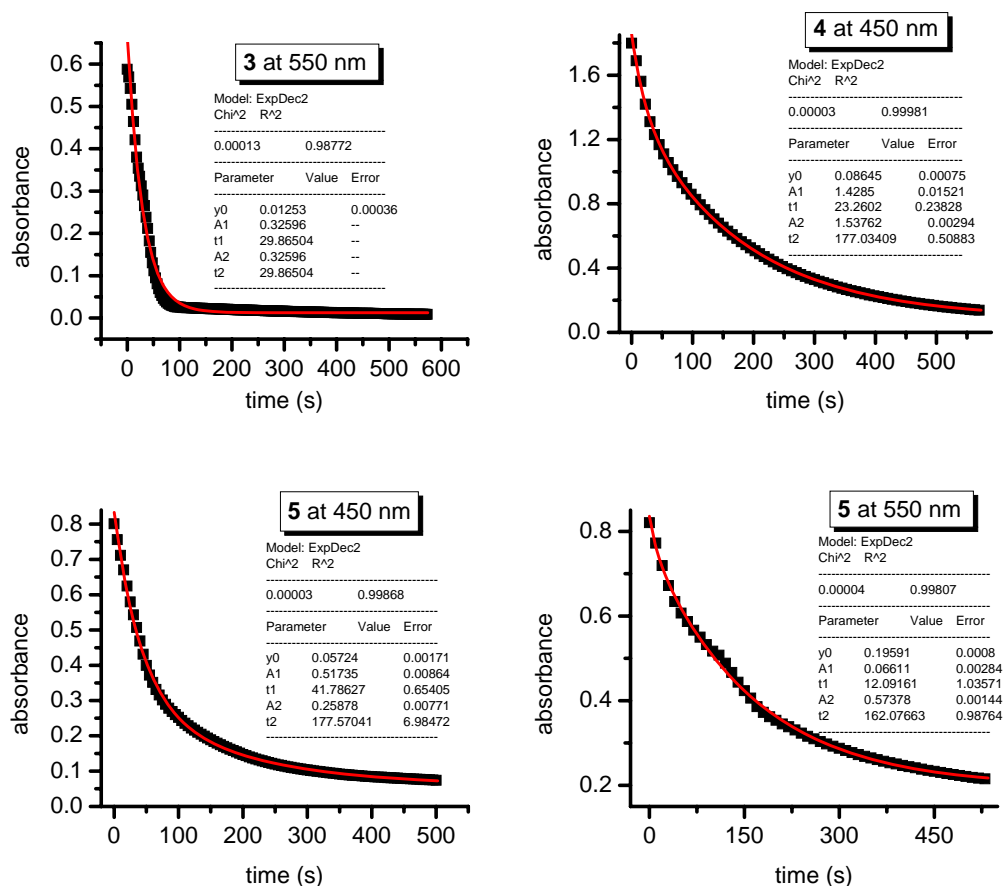 3 at 550 nm
Model: ExpDec2
Chi^2 R^2
------------------------------------------
0.00013 0.98772
------------------------------------------
Parameter Value Error
------------------------------------------
y0 0.01253 0.00036
A1 0.32596 --
t1 29.86504 --
A2 0.32596 --
t2 29.86504 --
------------------------------------------
0.6
0.5
0.4
0.3
0.2
0.1
0.0
absorbance
0 100 200 300 400 500 600
time (s)
4 at 450 nm
Model: ExpDec2
Chi^2 R^2
------------------------------------------
0.00003 0.99981
------------------------------------------
Parameter Value Error
------------------------------------------
y0 0.08645 0.00075
A1 1.4285 0.01521
t1 23.2602 0.23828
A2 1.53762 0.00294
t2 177.03409 0.50883
------------------------------------------
1.6
1.2
0.8
0.4
0.0
absorbance
0 100 200 300 400 500
time (s)
5 at 450 nm
Model: ExpDec2
Chi^2 R^2
------------------------------------------
0.00003 0.99868
------------------------------------------
Parameter Value Error
------------------------------------------
y0 0.05724 0.00171
A1 0.51735 0.00864
t1 41.78627 0.65405
A2 0.25878 0.00771
t2 177.57041 6.98472
------------------------------------------
0.8
0.7
0.6
0.5
0.4
0.3
0.2
0.1
0.0
absorbance
0 100 200 300 400 500
time (s)
5 at 550 nm
Model: ExpDec2
Chi^2 R^2
------------------------------------------
0.00004 0.99807
------------------------------------------
Parameter Value Error
------------------------------------------
y0 0.19591 0.0008
A1 0.06611 0.00284
t1 12.09161 1.03571
A2 0.57378 0.00144
t2 162.07663 0.98764
------------------------------------------
0.8
0.6
0.4
0.2
absorbance
0 150 300 450
time (s)